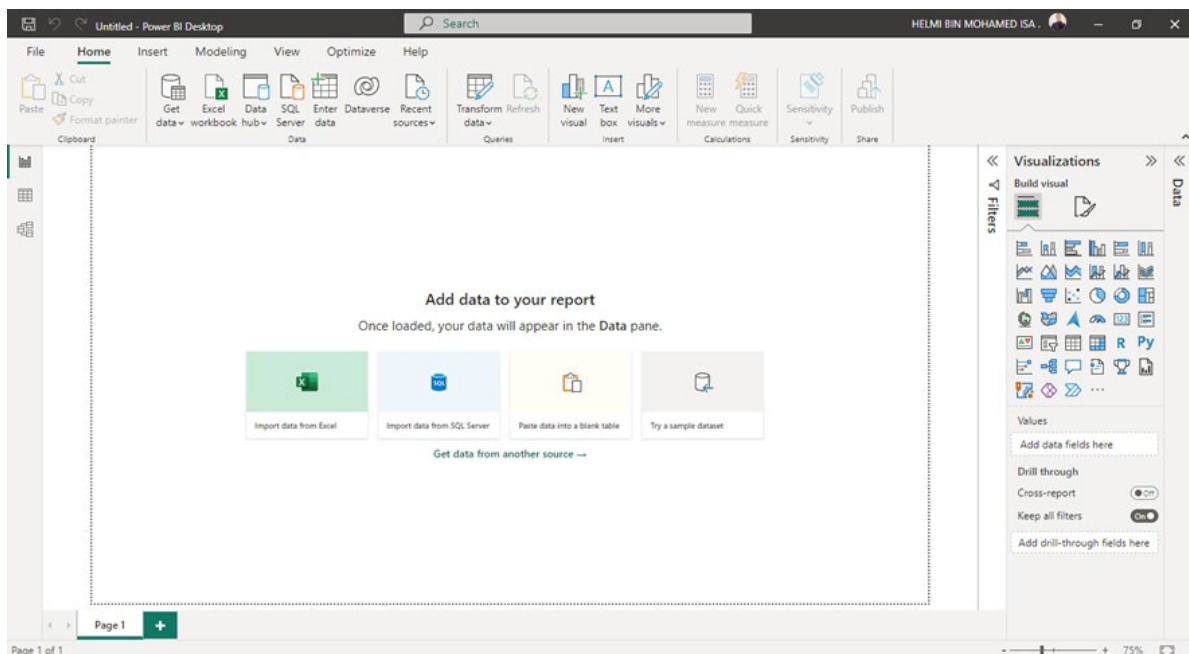 Untitled - Power BI Desktop
Search
HELMI BIN MOHAMED ISA .
File Home Insert Modeling View Optimize Help
Paste
Cut
Copy
Format painter
Clipboard
Get data
Excel workbook
Data hub
SQL Server
Enter data
Dataverse
Recent sources
Data
Transform data
Refresh
Queries
New visual
Text box
More visuals
Insert
New measure
Quick measure
Calculations
Sensitivity
Sensitivity
Publish
Share
Add data to your report
Once loaded, your data will appear in the Data pane.
Import data from Excel
Import data from SQL Server
Paste data into a blank table
Try a sample dataset
Get data from another source →
Filters
Visualizations
Build visual
123
R Py
Values
Add data fields here
Drill through
Cross-report
Off
Keep all filters
On
Add drill-through fields here
Data
Page 1
Page 1 of 1
75%